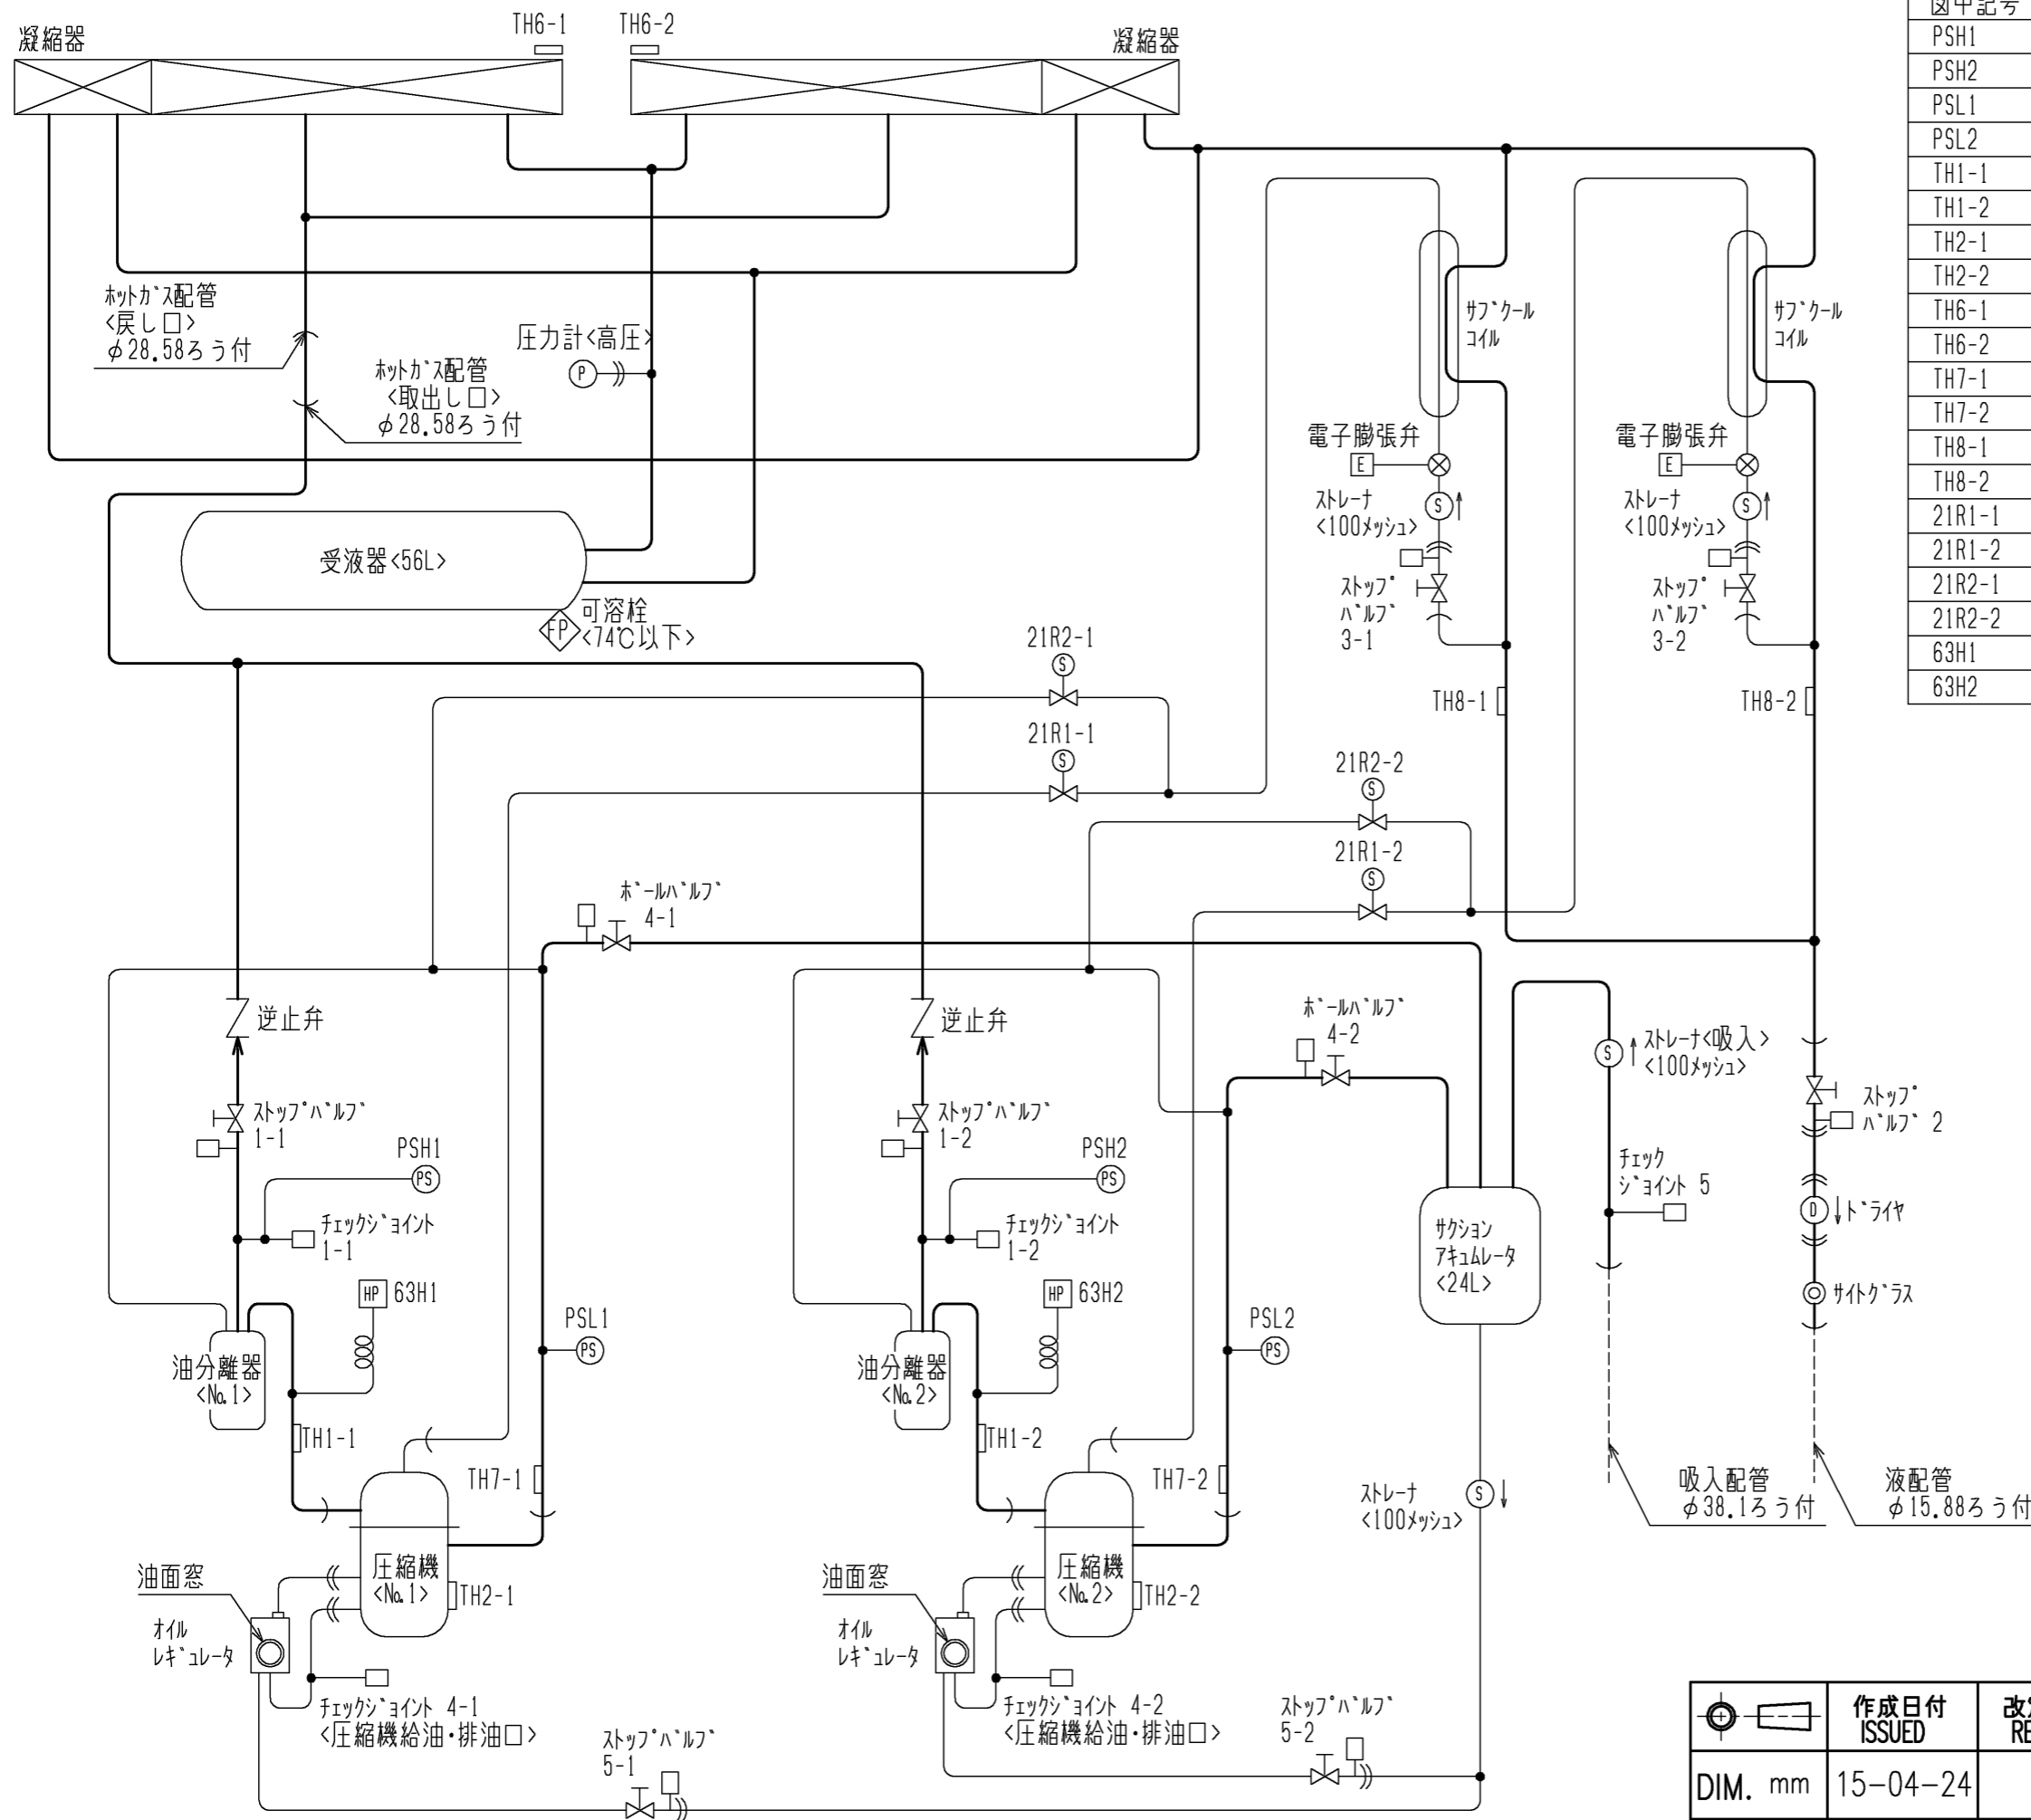 凝縮器
TH6-1
TH6-2
凝縮器
ﾎｯﾄｶﾞｽ配管
<戻し口>
φ28.58ろう付
ﾎｯﾄｶﾞｽ配管
<取出し口>
φ28.58ろう付
圧力計<高圧>
P
受液器<56L>
FP
可溶栓
<74℃以下>
ｻﾌﾞｸｰﾙ
ｺｲﾙ
ｻﾌﾞｸｰﾙ
ｺｲﾙ
電子膨張弁
E
ｽﾄﾚｰﾅ
<100ﾒｯｼｭ>
S
ｽﾄｯﾌﾟ
ﾊﾞﾙﾌﾞ
3-1
TH8-1
電子膨張弁
E
ｽﾄﾚｰﾅ
<100ﾒｯｼｭ>
S
ｽﾄｯﾌﾟ
ﾊﾞﾙﾌﾞ
3-2
TH8-2
21R2-1
S
21R1-1
S
21R2-2
S
21R1-2
S
ﾎﾞｰﾙﾊﾞﾙﾌﾞ
4-1
逆止弁
ｽﾄｯﾌﾟﾊﾞﾙﾌﾞ
1-1
PSH1
PS
ﾁｪｯｸｼﾞｮｲﾝﾄ
1-1
HP 63H1
油分離器
<No.1>
TH1-1
PSL1
PS
TH7-1
圧縮機
<No.1>
TH2-1
油面窓
ｵｲﾙ
ﾚｷﾞｭﾚｰﾀ
ﾁｪｯｸｼﾞｮｲﾝﾄ 4-1
<圧縮機給油・排油口>
ｽﾄｯﾌﾟﾊﾞﾙﾌﾞ
5-1
逆止弁
ｽﾄｯﾌﾟﾊﾞﾙﾌﾞ
1-2
PSH2
PS
ﾁｪｯｸｼﾞｮｲﾝﾄ
1-2
HP 63H2
油分離器
<No.2>
TH1-2
PSL2
PS
TH7-2
圧縮機
<No.2>
TH2-2
油面窓
ｵｲﾙ
ﾚｷﾞｭﾚｰﾀ
ﾁｪｯｸｼﾞｮｲﾝﾄ 4-2
<圧縮機給油・排油口>
ｽﾄｯﾌﾟﾊﾞﾙﾌﾞ
5-2
ﾎﾞｰﾙﾊﾞﾙﾌﾞ
4-2
ｻｸｼｮﾝ
ｱｷｭﾑﾚｰﾀ
<24L>
ｽﾄﾚｰﾅ
<100ﾒｯｼｭ>
S
S
ｽﾄﾚｰﾅ<吸入>
<100ﾒｯｼｭ>
ﾁｪｯｸ
ｼﾞｮｲﾝﾄ 5
吸入配管
φ38.1ろう付
ｽﾄｯﾌﾟ
ﾊﾞﾙﾌﾞ 2
D
ﾄﾞﾗｲﾔ
ｻｲﾄｸﾞﾗｽ
液配管
φ15.88ろう付
図中記号
PSH1
PSH2
PSL1
PSL2
TH1-1
TH1-2
TH2-1
TH2-2
TH6-1
TH6-2
TH7-1
TH7-2
TH8-1
TH8-2
21R1-1
21R1-2
21R2-1
21R2-2
63H1
63H2
作成日付
ISSUED
DIM. mm
15-04-24